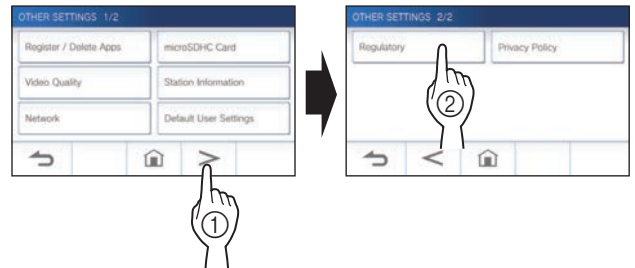 OTHER SETTINGS 1/2
Register / Delete Apps
microSDHC Card
Video Quality
Station Information
Network
Default User Settings
>
①
OTHER SETTINGS 2/2
Regulatory
Privacy Policy
<
②